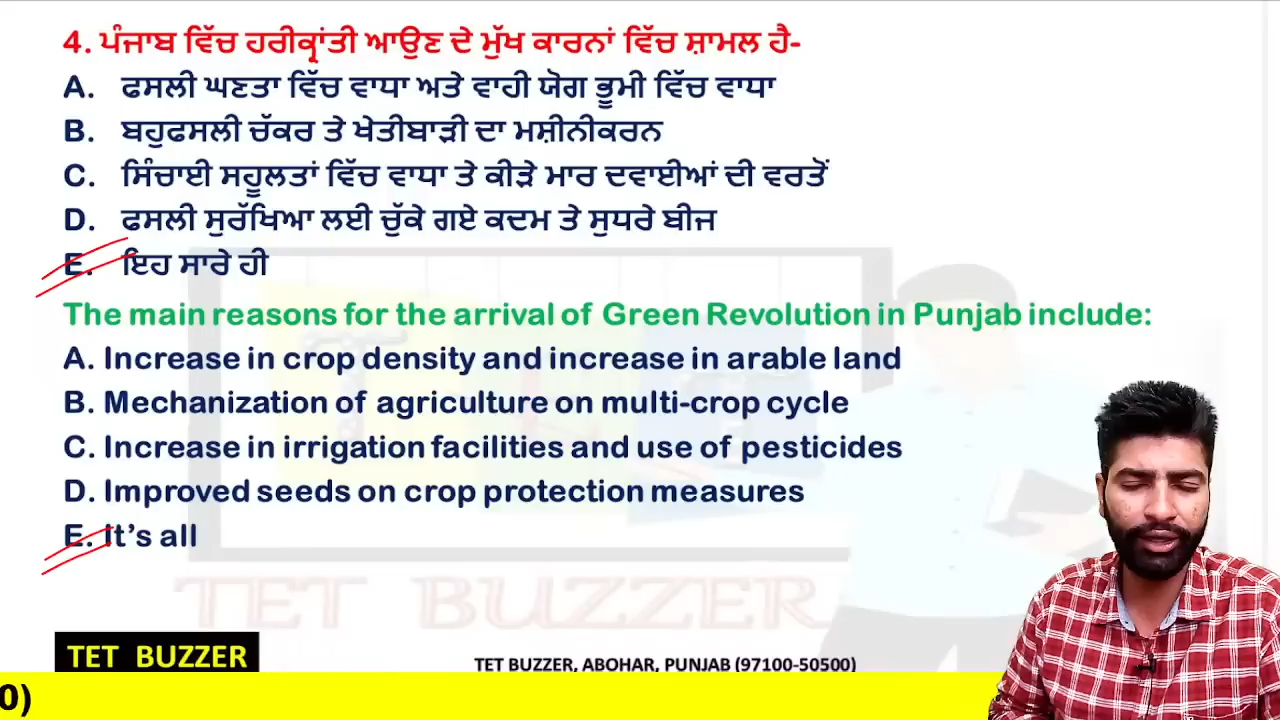 4. ਪੰਜਾਬ ਵਿੱਚ ਹਰੀਕ੍ਰਾਂਤੀ ਆਉਣ ਦੇ ਮੁੱਖ ਕਾਰਨਾਂ ਵਿੱਚ ਸ਼ਾਮਲ ਹੈ-
A. ਫਸਲੀ ਘਣਤਾ ਵਿੱਚ ਵਾਧਾ ਅਤੇ ਵਾਹੀ ਯੋਗ ਭੂਮੀ ਵਿੱਚ ਵਾਧਾ
B. ਬਹੁਫਸਲੀ ਚੱਕਰ ਤੇ ਖੇਤੀਬਾੜੀ ਦਾ ਮਸ਼ੀਨੀਕਰਨ
C. ਸਿੰਚਾਈ ਸਹੂਲਤਾਂ ਵਿੱਚ ਵਾਧਾ ਤੇ ਕੀੜੇ ਮਾਰ ਦਵਾਈਆਂ ਦੀ ਵਰਤੋਂ
D. ਫਸਲੀ ਸੁਰੱਖਿਆ ਲਈ ਚੁੱਕੇ ਗਏ ਕਦਮ ਤੇ ਸੁਧਰੇ ਬੀਜ
E. ਇਹ ਸਾਰੇ ਹੀ
The main reasons for the arrival of Green Revolution in Punjab include:
A. Increase in crop density and increase in arable land
B. Mechanization of agriculture on multi-crop cycle
C. Increase in irrigation facilities and use of pesticides
D. Improved seeds on crop protection measures
E. It’s all
TET BUZZER
TET BUZZER
TET BUZZER, ABOHAR, PUNJAB (97100-50500)
0)